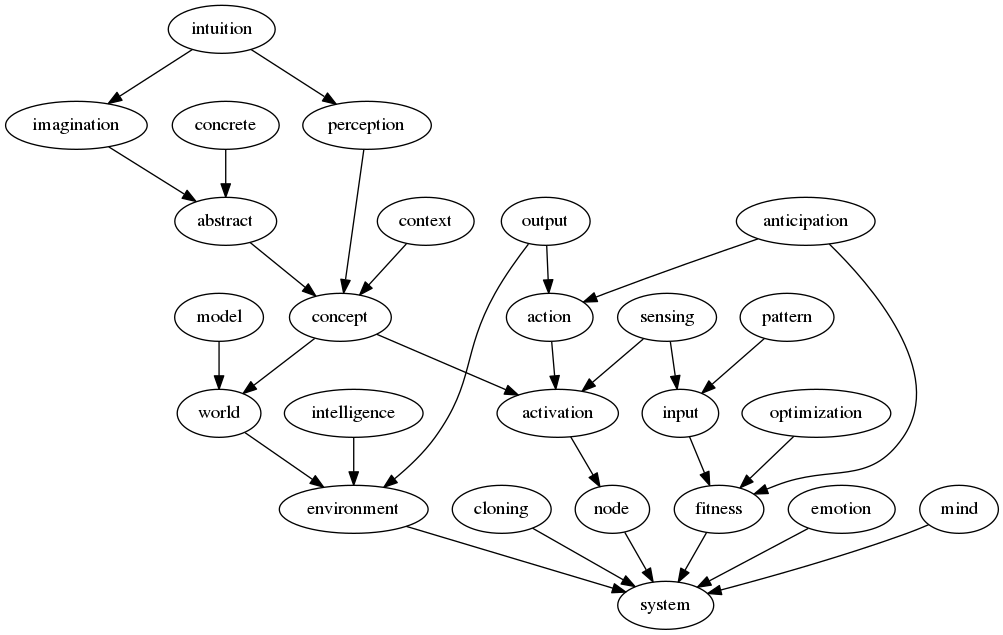 intuition
imagination
concrete
perception
abstract
context
output
anticipation
model
concept
action
sensing
pattern
world
intelligence
activation
input
optimization
environment
cloning
node
fitness
emotion
mind
system